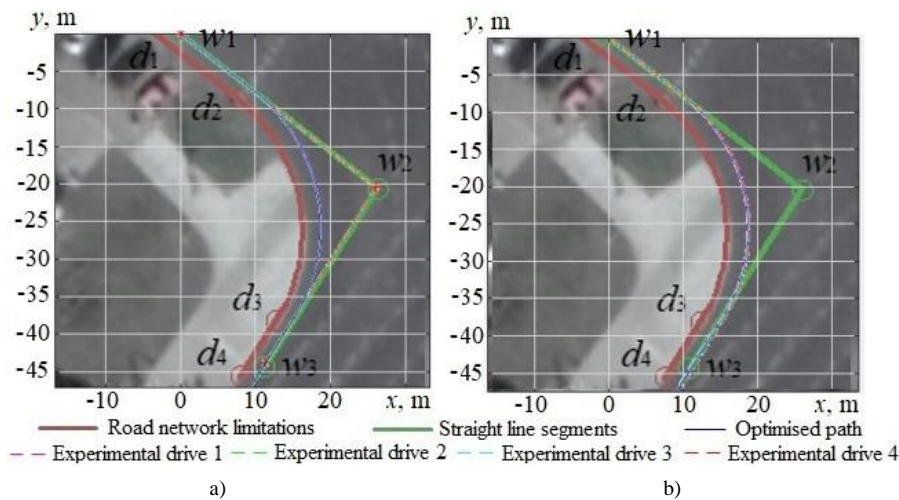 y, m
y, m
d1
w1
d1
w1
-5
-5
d2
d2
-10
-10
-15
-15
w2
w2
-20
-20
-25
-25
-30
-30
d3
d3
-35
-35
-40
-40
d4
w3
d4
w3
-45
-45
-10 0 10 20 x, m
-10 0 10 20 x, m
Road network limitations Straight line segments Optimised path
Experimental drive 1 Experimental drive 2 Experimental drive 3 Experimental drive 4
a) b)